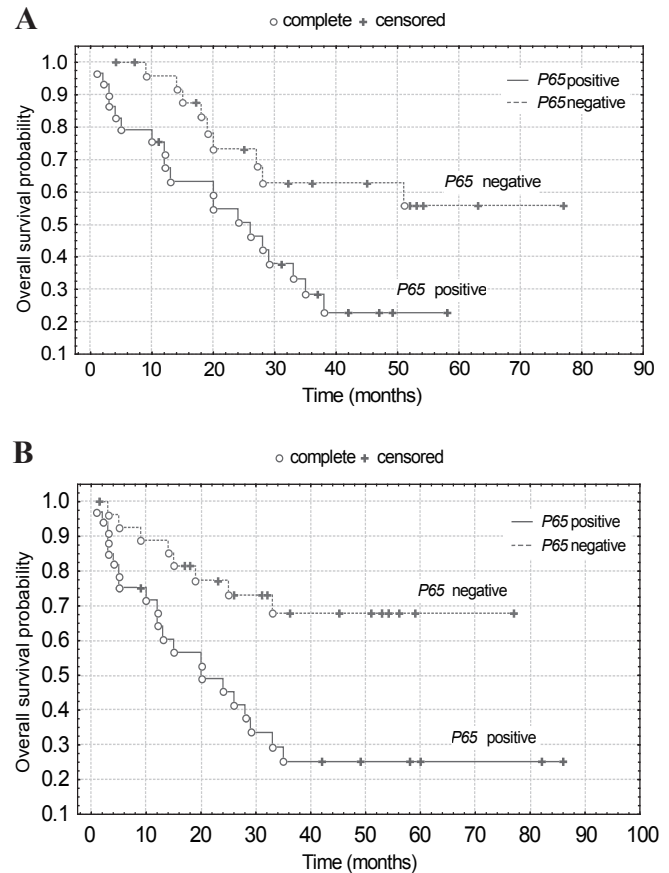 A
complete censored
1.0
0.9
0.8
0.7
0.6
0.5
0.4
0.3
0.2
0.1
Overall survival probability
P65 positive
P65 negative
P65 negative
P65 positive
0 10 20 30 40 50 60 70 80 90
Time (months)
B
complete censored
1.0
0.9
0.8
0.7
0.6
0.5
0.4
0.3
0.2
0.1
Overall survival probability
P65 positive
P65 negative
P65 negative
P65 positive
0 10 20 30 40 50 60 70 80 90 100
Time (months)